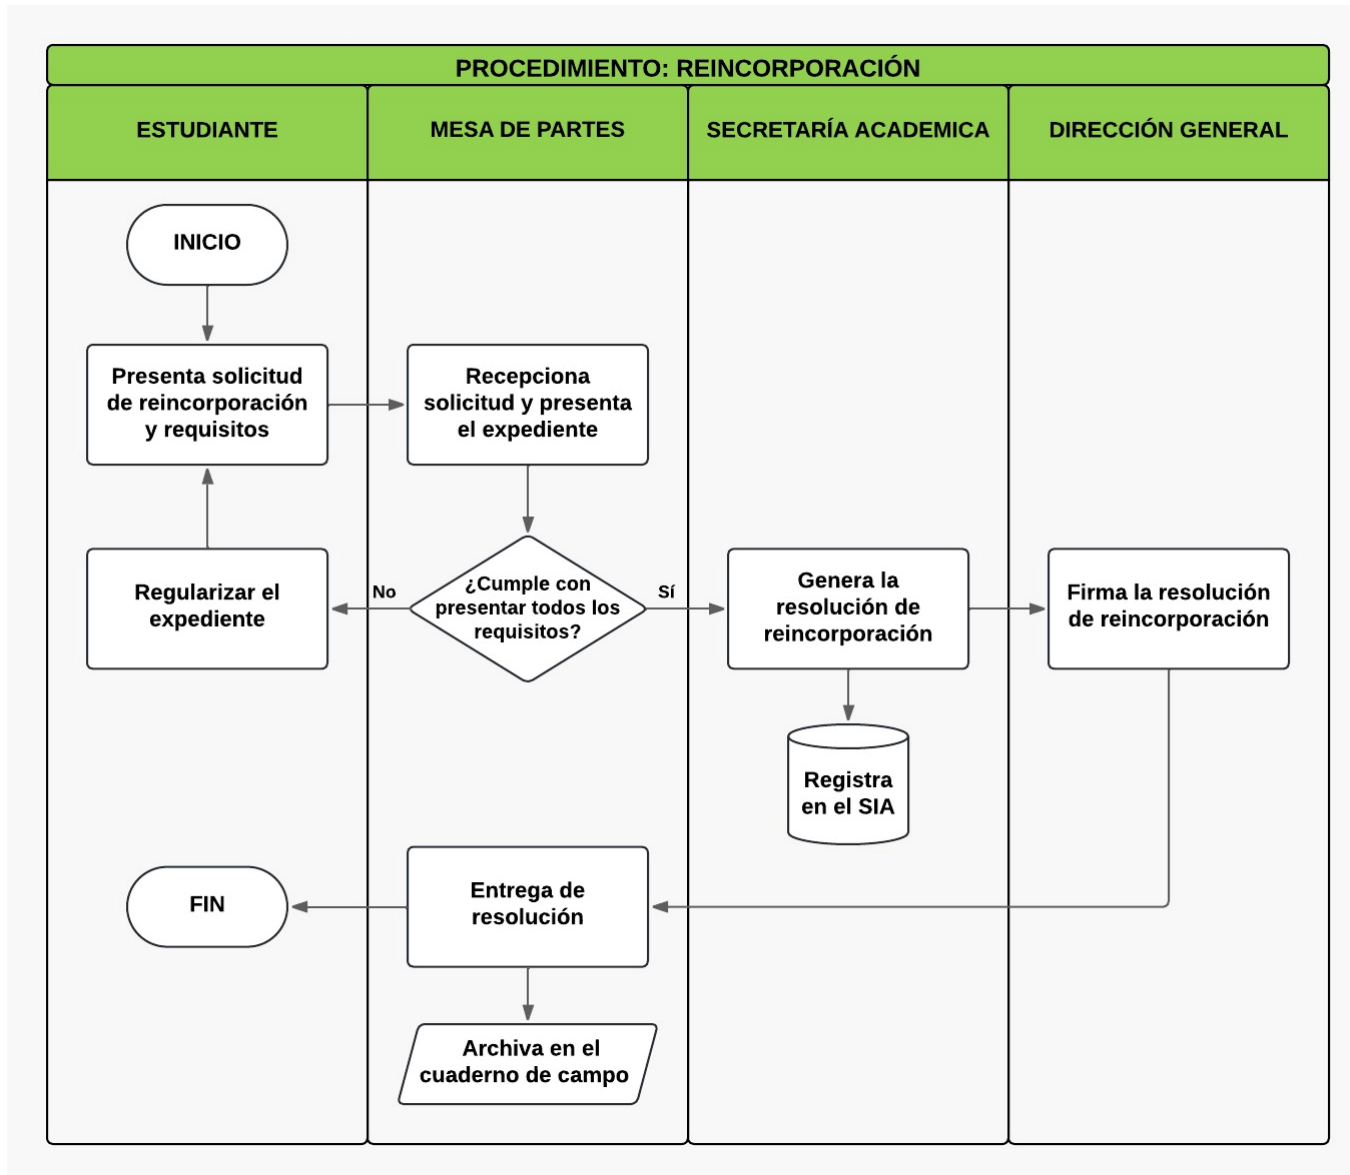 PROCEDIMIENTO: REINCORPORACIÓN
ESTUDIANTE
MESA DE PARTES
SECRETARÍA ACADEMICA
DIRECCIÓN GENERAL
INICIO
Presenta solicitud
de reincorporación
y requisitos
Recepciona
solicitud y presenta
el expediente
Regularizar el
expediente
No
¿Cumple con
presentar todos los
requisitos?
Sí
Genera la
resolución de
reincorporación
Firma la resolución
de reincorporación
Registra
en el SIA
FIN
Entrega de
resolución
Archiva en el
cuaderno de campo